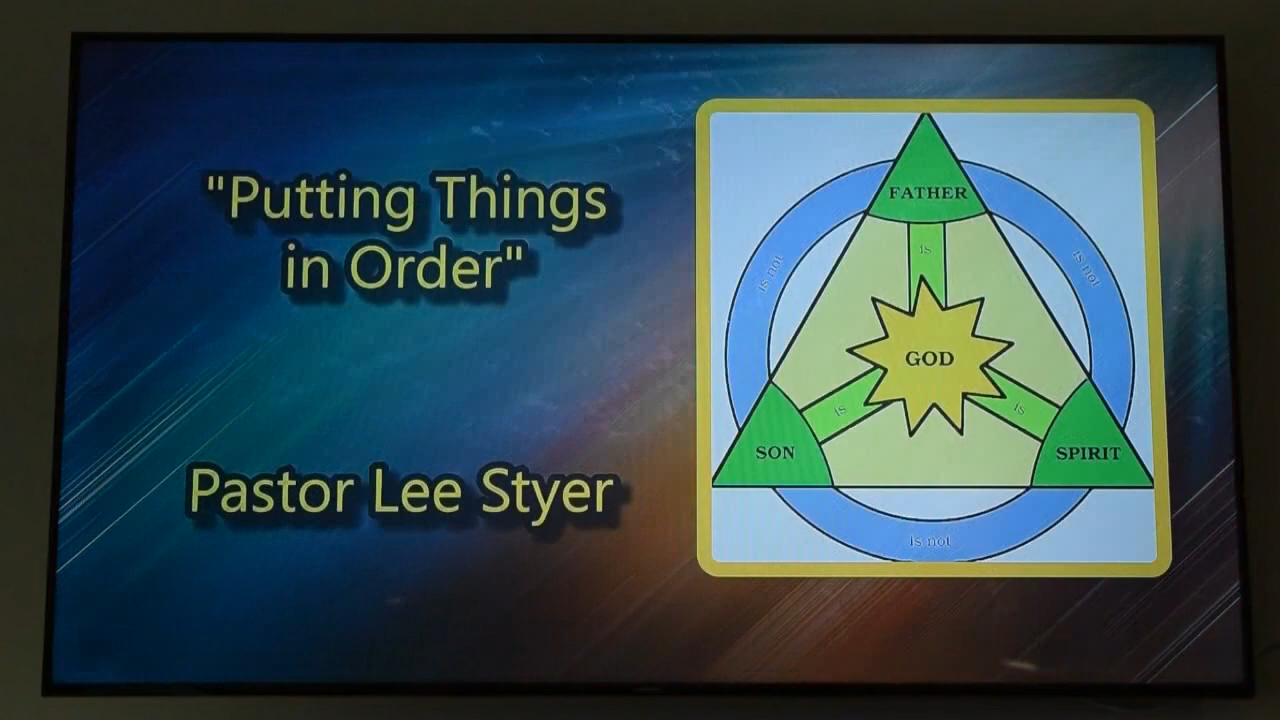 "Putting Things
in Order"
Pastor Lee Styer
FATHER
is
is not
is not
GOD
is
is
SON
SPIRIT
is not